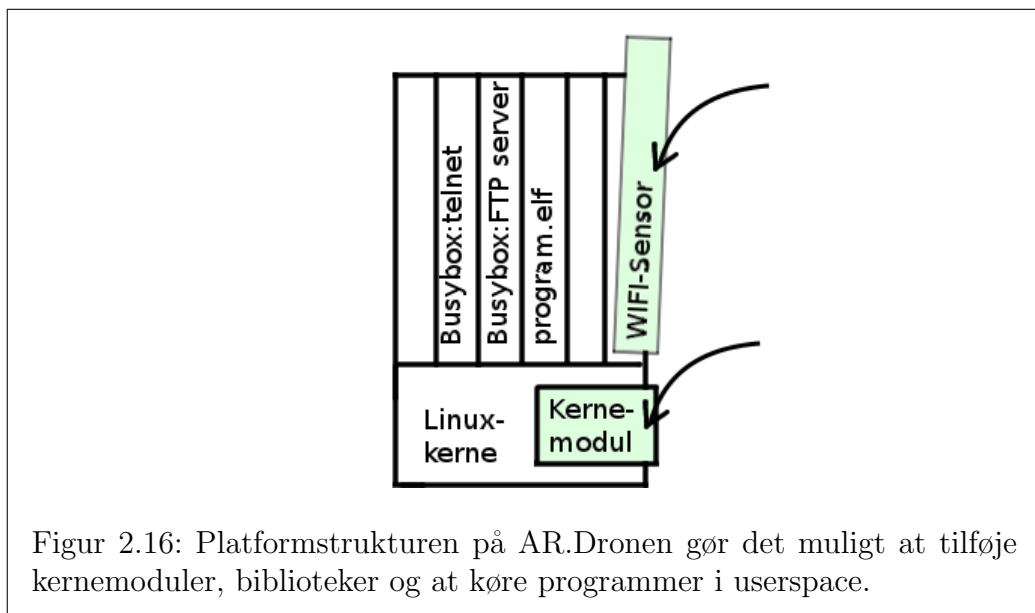 Busybox:telnet
Busybox:FTP server
program.elf
WIFI-Sensor
Linux-
kerne
Kerne-
modul
Figur 2.16: Platformstrukturen på AR.Dronen gør det muligt at tilføje
kernemoduler, biblioteker og at køre programmer i userspace.